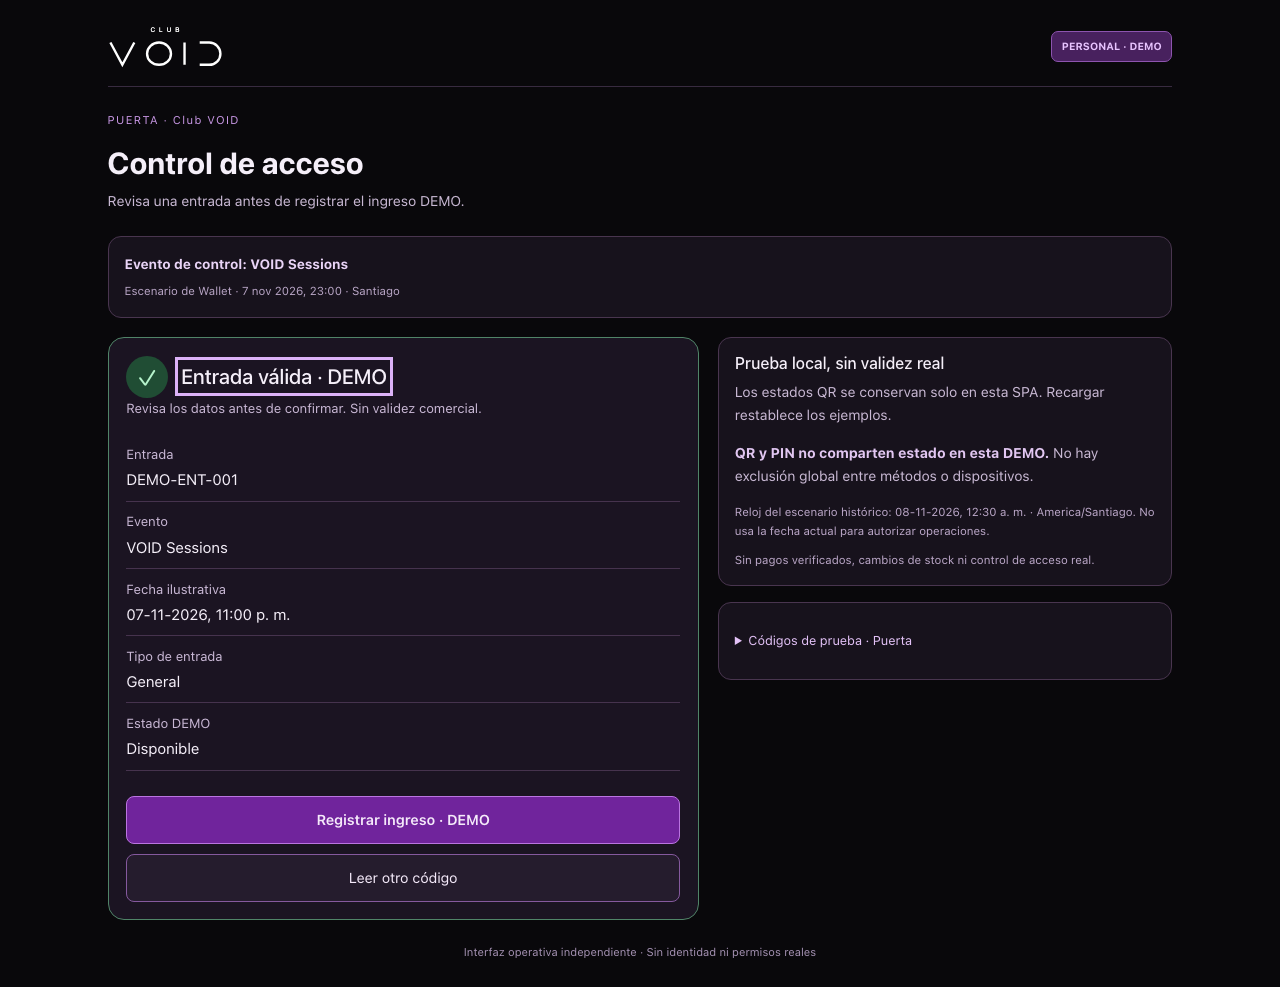 CLUB
VOID
PERSONAL · DEMO
PUERTA · Club VOID
Control de acceso
Revisa una entrada antes de registrar el ingreso DEMO.
Evento de control: VOID Sessions
Escenario de Wallet · 7 nov 2026, 23:00 · Santiago
Entrada válida · DEMO
Revisa los datos antes de confirmar. Sin validez comercial.
Entrada
DEMO-ENT-001
Evento
VOID Sessions
Fecha ilustrativa
07-11-2026, 11:00 p. m.
Tipo de entrada
General
Estado DEMO
Disponible
Registrar ingreso · DEMO
Leer otro código
Prueba local, sin validez real
Los estados QR se conservan solo en esta SPA. Recargar
restablece los ejemplos.
QR y PIN no comparten estado en esta DEMO. No hay
exclusión global entre métodos o dispositivos.
Reloj del escenario histórico: 08-11-2026, 12:30 a. m. · America/Santiago. No
usa la fecha actual para autorizar operaciones.
Sin pagos verificados, cambios de stock ni control de acceso real.
Códigos de prueba · Puerta
Interfaz operativa independiente · Sin identidad ni permisos reales